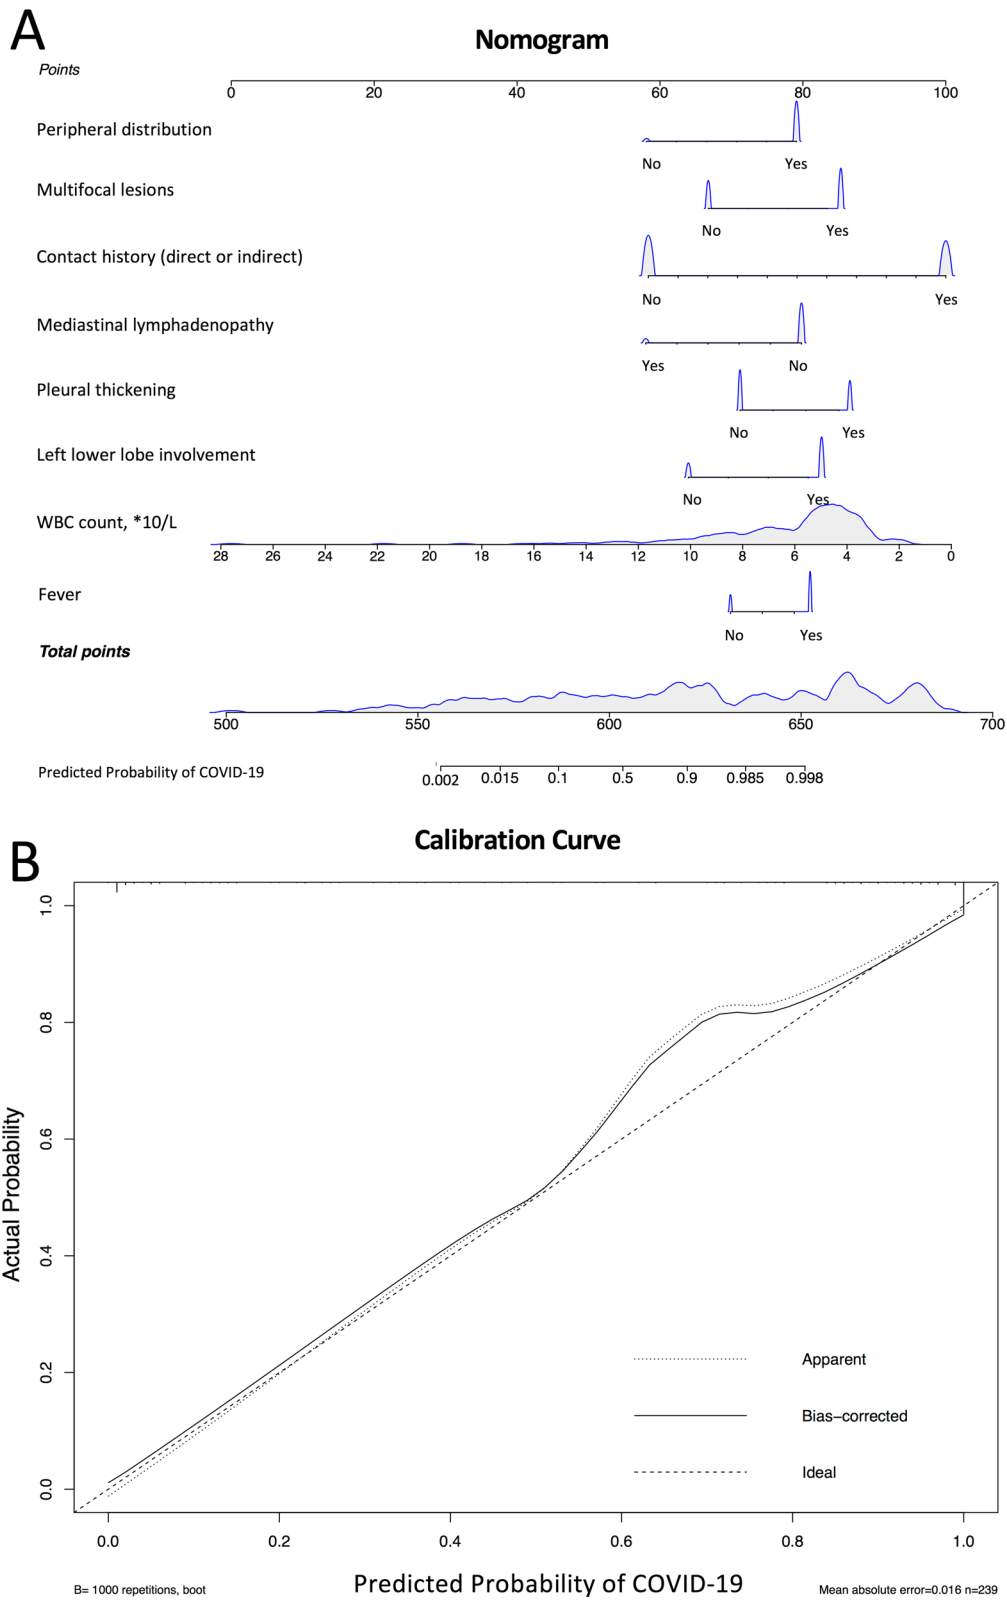 A
Nomogram
Points
0 20 40 60 80 100
Peripheral distribution
No Yes
Multifocal lesions
No Yes
Contact history (direct or indirect)
No Yes
Mediastinal lymphadenopathy
Yes No
Pleural thickening
No Yes
Left lower lobe involvement
No Yes
WBC count, *10/L
28 26 24 22 20 18 16 14 12 10 8 6 4 2 0
Fever
No Yes
Total points
500 550 600 650 700
Predicted Probability of COVID-19
0.002 0.015 0.1 0.5 0.9 0.985 0.998
B
Calibration Curve
Actual Probability
1.0
0.8
0.6
0.4
0.2
0.0
Apparent
Bias−corrected
Ideal
0.0 0.2 0.4 0.6 0.8 1.0
Predicted Probability of COVID-19
B= 1000 repetitions, boot
Mean absolute error=0.016 n=239